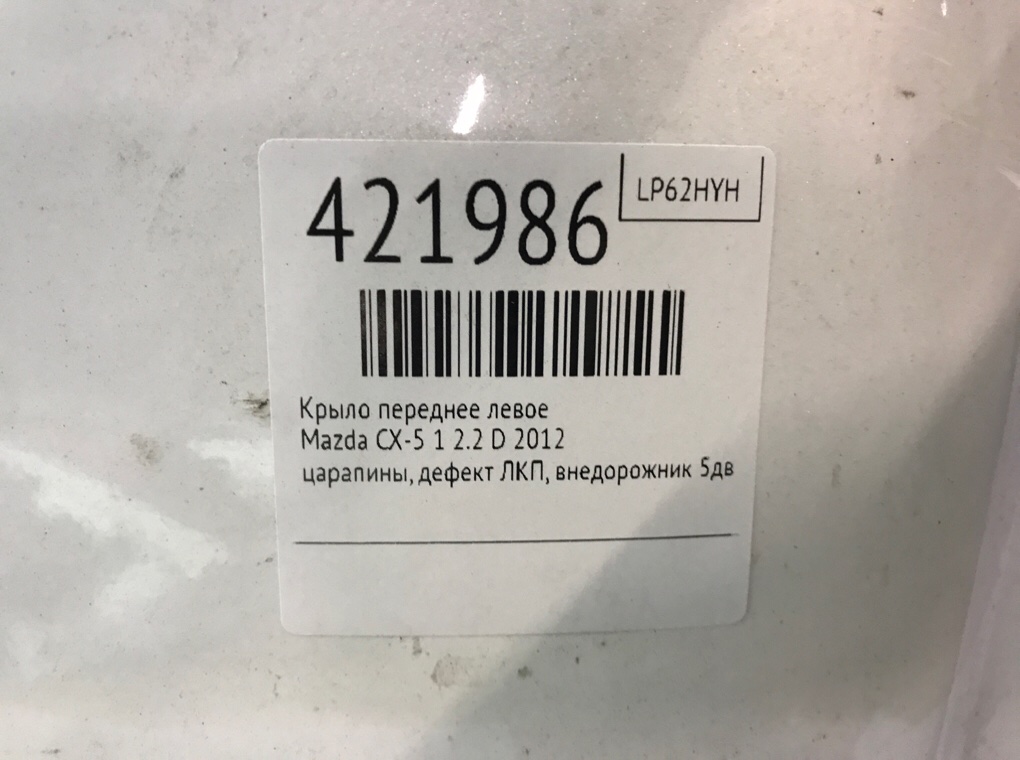 421986
LP62HYH
Крыло переднее левое
Mazda CX-5 1 2.2 D 2012
царапины, дефект ЛКП, внедорожник 5дв